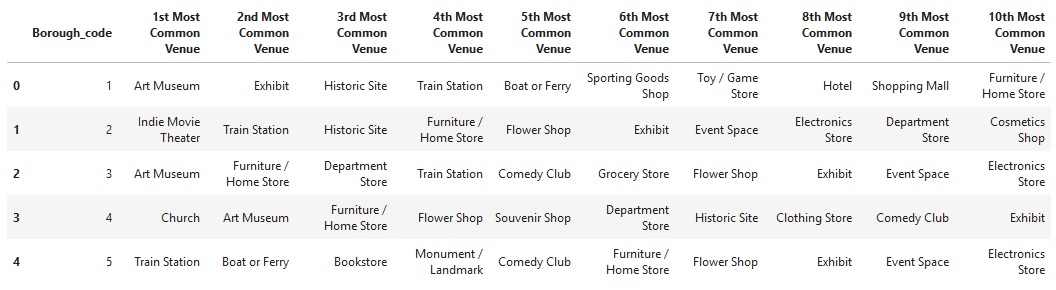 Borough_code 1st Most Common Venue 2nd Most Common Venue 3rd Most Common Venue 4th Most Common Venue 5th Most Common Venue 6th Most Common Venue 7th Most Common Venue 8th Most Common Venue 9th Most Common Venue 10th Most Common Venue
0 1 Art Museum Exhibit Historic Site Train Station Boat or Ferry Sporting Goods Shop Toy / Game Store Hotel Shopping Mall Furniture / Home Store
1 2 Indie Movie Theater Train Station Historic Site Furniture / Home Store Flower Shop Exhibit Event Space Electronics Store Department Store Cosmetics Shop
2 3 Art Museum Furniture / Home Store Department Store Train Station Comedy Club Grocery Store Flower Shop Exhibit Event Space Electronics Store
3 4 Church Art Museum Furniture / Home Store Flower Shop Souvenir Shop Department Store Historic Site Clothing Store Comedy Club Exhibit
4 5 Train Station Boat or Ferry Bookstore Monument / Landmark Comedy Club Furniture / Home Store Flower Shop Exhibit Event Space Electronics Store